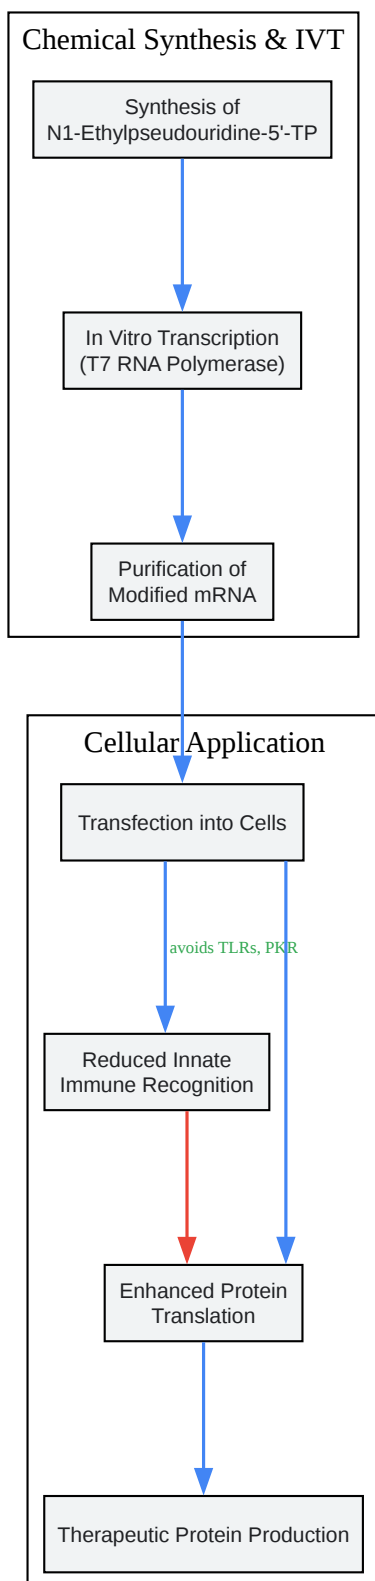 Chemical Synthesis & IVT
Synthesis of
N1-Ethylpseudouridine-5'-TP
In Vitro Transcription
(T7 RNA Polymerase)
Purification of
Modified mRNA
Cellular Application
Transfection into Cells
avoids TLRs, PKR
Reduced Innate
Immune Recognition
Enhanced Protein
Translation
Therapeutic Protein Production